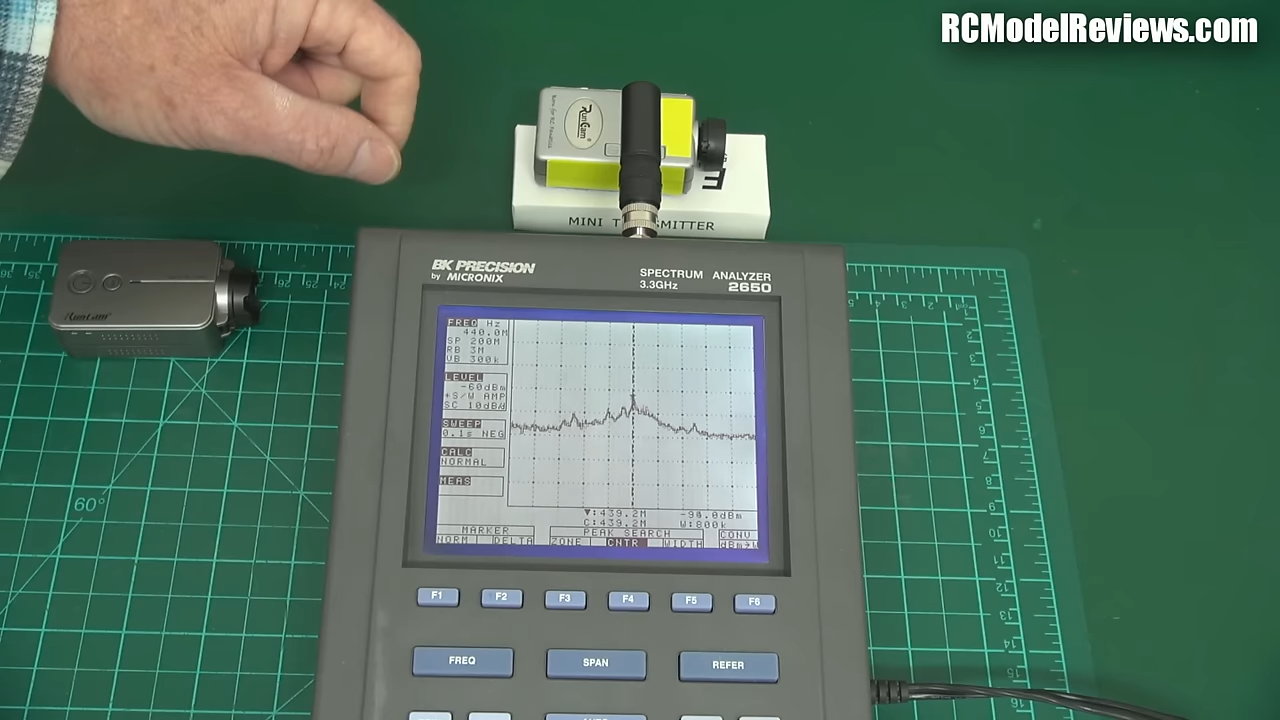 RCModelReviews.com
RunCam
MINI T SMITTER
RunCam
BK PRECISION
by MICRONIX
SPECTRUM ANALYZER
3.3GHz
2650
FREQ Hz
440.0M
SP 200M
RB 3M
VB 300k
LEVEL
-60dBm
*S/W AMP
SC 10dB/
SWEEP
0.1s NEG
CALC
NORMAL
MEAS
▼:439.2M -94.0dBm
C:439.2M W:800k
MARKER PEAK SEARCH CONV
NORM DELTA ZONE CNTR WIDTH dBm→W
F1 F2 F3 F4 F5 F6
FREQ SPAN REFER
60°